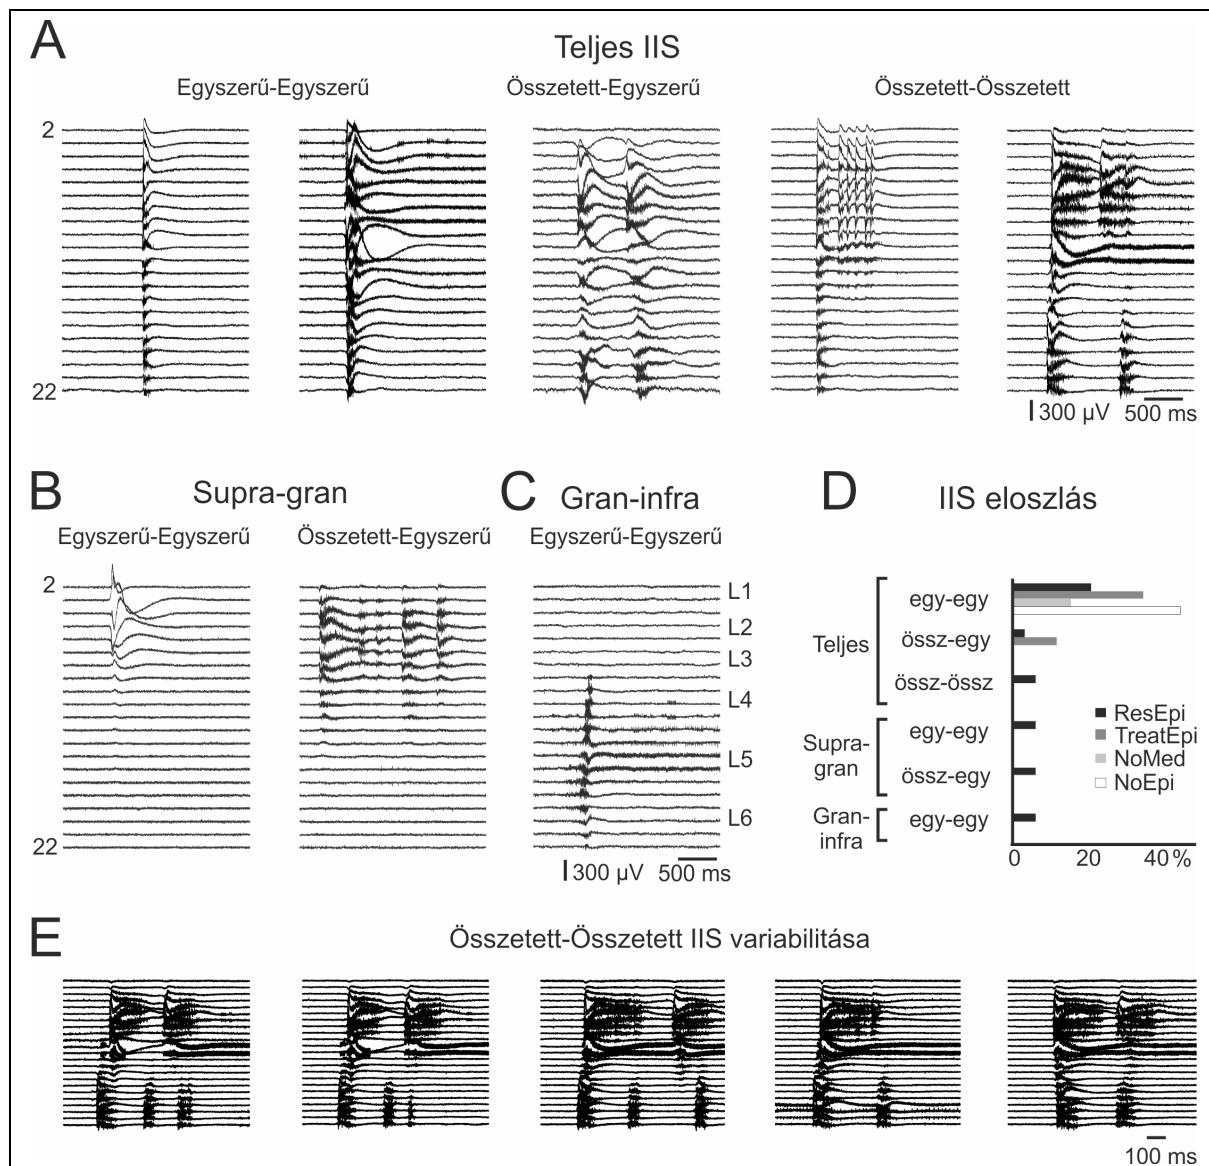 A
Teljes IIS
Egyszerű-Egyszerű
Összetett-Egyszerű
Összetett-Összetett
2
22
300 µV 500 ms
B
Supra-gran
Egyszerű-Egyszerű
Összetett-Egyszerű
2
22
C
Gran-infra
Egyszerű-Egyszerű
L1
L2
L3
L4
L5
L6
300 µV 500 ms
D
IIS eloszlás
Teljes
egy-egy
össz-egy
össz-össz
Supra-
gran
egy-egy
össz-egy
Gran-
infra
egy-egy
ResEpi
TreatEpi
NoMed
NoEpi
0 20 40 %
E
Összetett-Összetett IIS variabilitása
100 ms